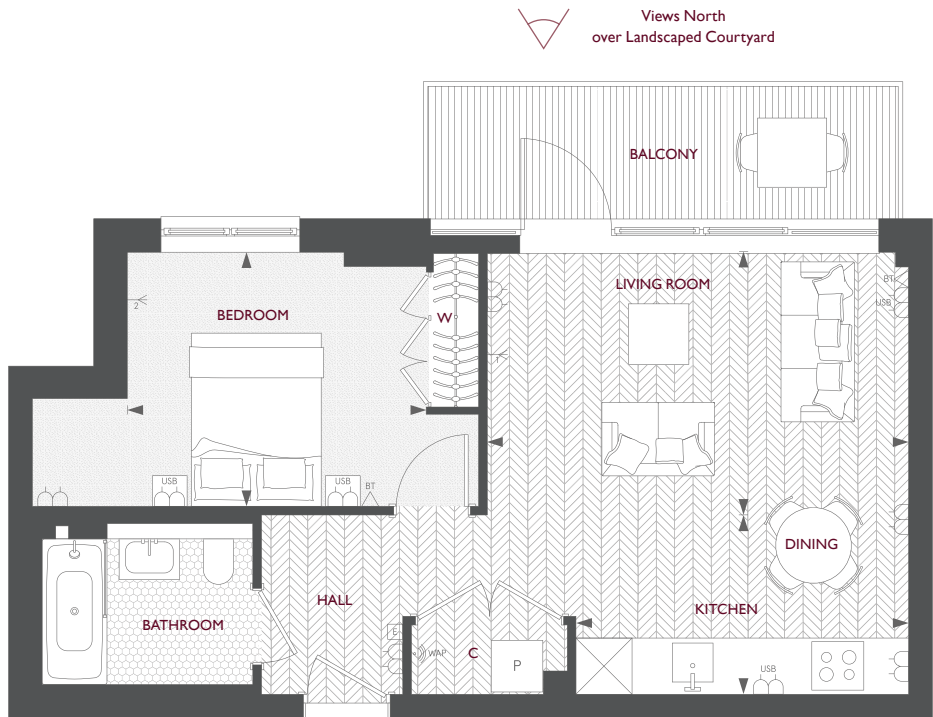 Views North
over Landscaped Courtyard
BALCONY
LIVING ROOM
BT
USB
2
BEDROOM
W
1
USB
USB
BT
DINING
HALL
KITCHEN
BATHROOM
E
WAP
C
P
USB